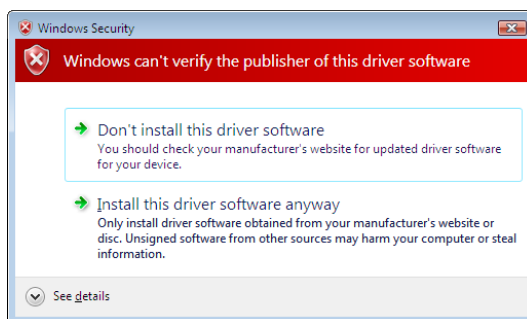 Windows Security
Windows can't verify the publisher of this driver software
Don't install this driver software
You should check your manufacturer's website for updated driver software
for your device.
Install this driver software anyway
Only install driver software obtained from your manufacturer's website or
disc. Unsigned software from other sources may harm your computer or steal
information.
See details